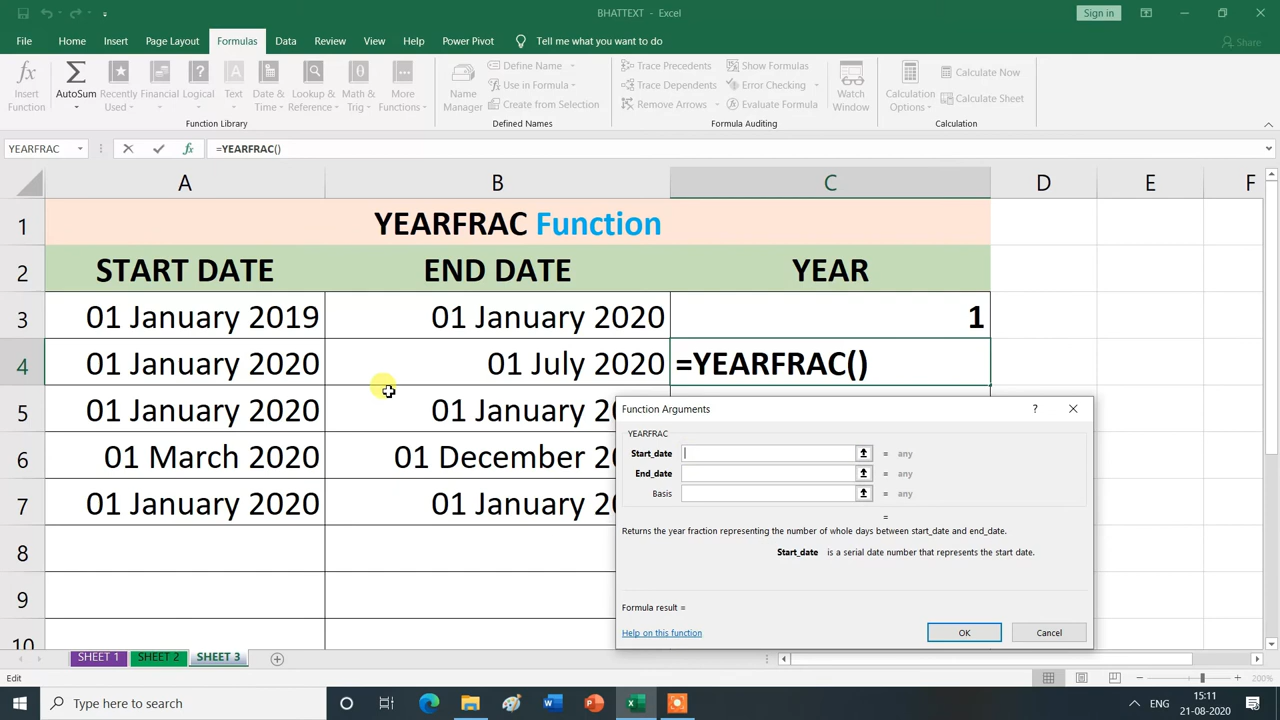 BHATTEXT - Excel
Sign in
File Home Insert Page Layout Formulas Data Review View Help Power Pivot Tell me what you want to do Share
Insert Function
AutoSum
Recently Used
Financial
Logical
Text
Date & Time
Lookup & Reference
Math & Trig
More Functions
Function Library
Name Manager
Define Name
Use in Formula
Create from Selection
Defined Names
Trace Precedents
Trace Dependents
Remove Arrows
Show Formulas
Error Checking
Evaluate Formula
Formula Auditing
Watch Window
Calculation Options
Calculate Now
Calculate Sheet
Calculation
YEARFRAC fx =YEARFRAC()
A B C D E F
1 YEARFRAC Function
2 START DATE END DATE YEAR
3 01 January 2019 01 January 2020 1
4 01 January 2020 01 July 2020 =YEARFRAC()
5 01 January 2020 01 January
6 01 March 2020 01 December
7 01 January 2020 01 January
8
9
10
Function Arguments ?
YEARFRAC
Start_date = any
End_date = any
Basis = any
=
Returns the year fraction representing the number of whole days between start_date and end_date.
Start_date is a serial date number that represents the start date.
Formula result =
Help on this function
OK Cancel
SHEET 1 SHEET 2 SHEET 3
Edit 200%
Type here to search
ENG
15:11
21-08-2020